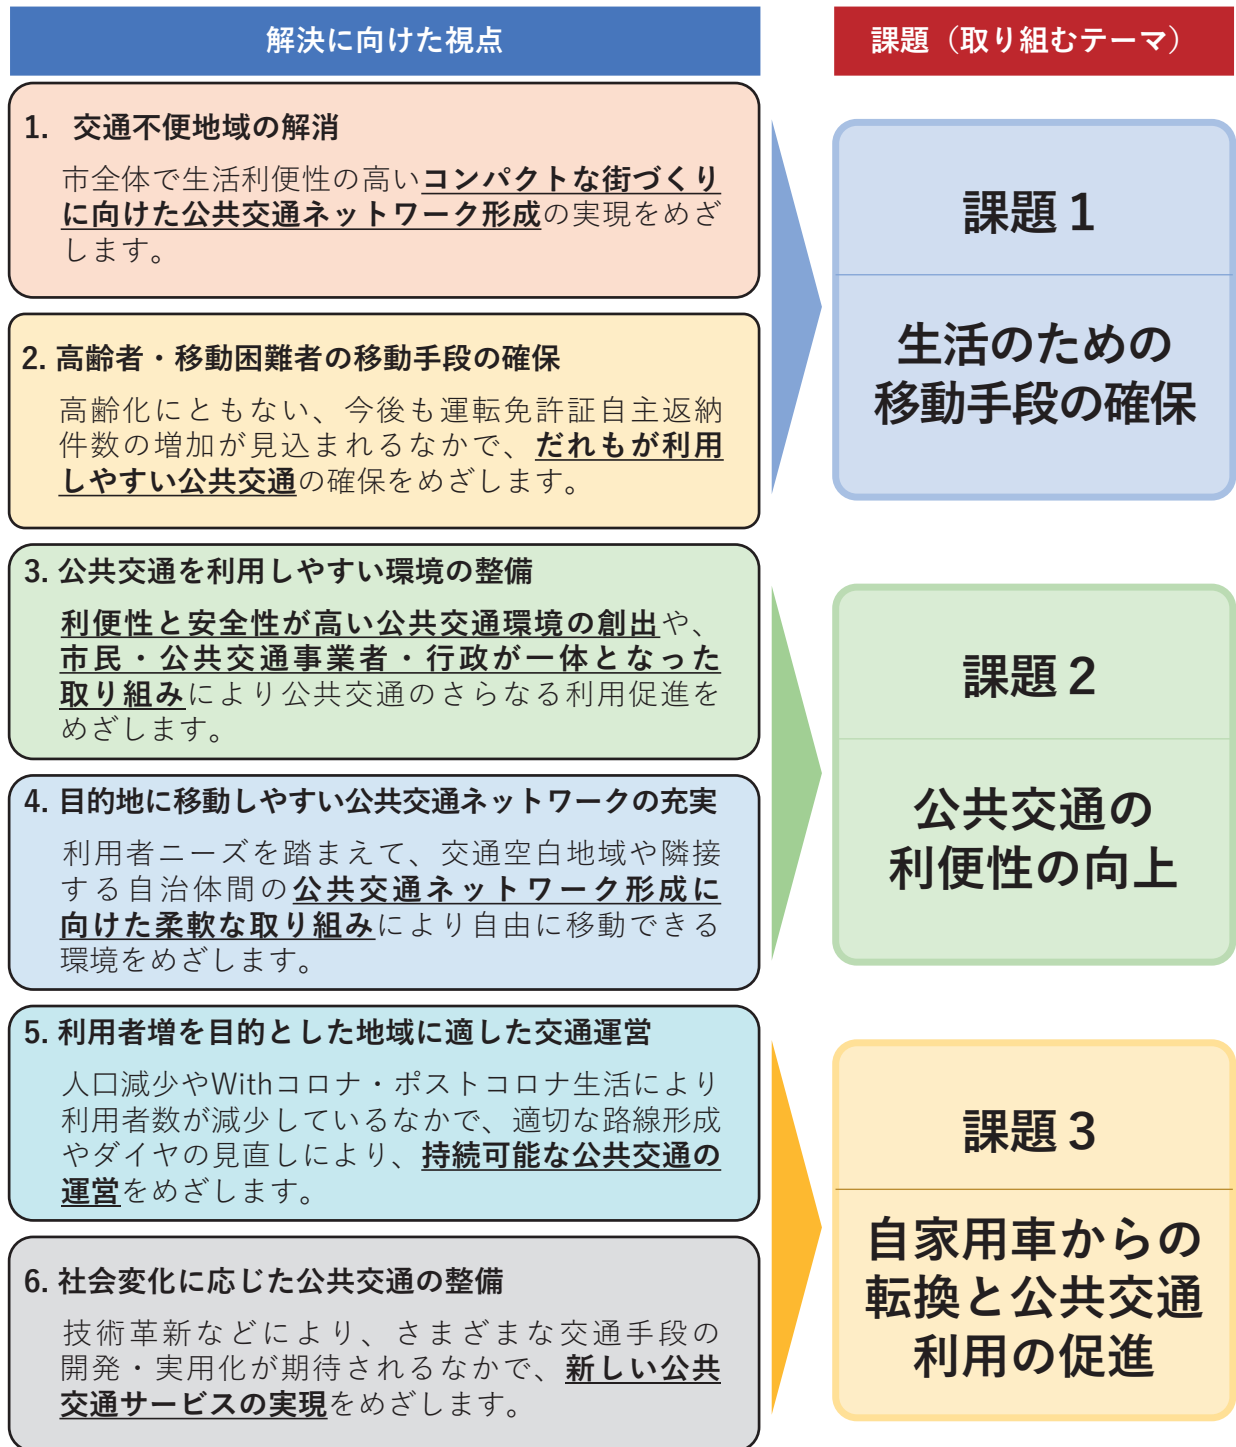 解決に向けた視点
課題（取り組むテーマ）
1. 交通不便地域の解消
市全体で生活利便性の高いコンパクトな街づくり
に向けた公共交通ネットワーク形成の実現をめざ
します。
2. 高齢者・移動困難者の移動手段の確保
高齢化にともない、今後も運転免許証自主返納
件数の増加が見込まれるなかで、だれもが利用
しやすい公共交通の確保をめざします。
課題１
生活のための
移動手段の確保
3. 公共交通を利用しやすい環境の整備
利便性と安全性が高い公共交通環境の創出や、
市民・公共交通事業者・行政が一体となった
取り組みにより公共交通のさらなる利用促進を
めざします。
4. 目的地に移動しやすい公共交通ネットワークの充実
利用者ニーズを踏まえて、交通空白地域や隣接
する自治体間の公共交通ネットワーク形成に
向けた柔軟な取り組みにより自由に移動できる
環境をめざします。
課題２
公共交通の
利便性の向上
5. 利用者増を目的とした地域に適した交通運営
人口減少やWithコロナ・ポストコロナ生活により
利用者数が減少しているなかで、適切な路線形成
やダイヤの見直しにより、持続可能な公共交通の
運営をめざします。
6. 社会変化に応じた公共交通の整備
技術革新などにより、さまざまな交通手段の
開発・実用化が期待されるなかで、新しい公共
交通サービスの実現をめざします。
課題３
自家用車からの
転換と公共交通
利用の促進